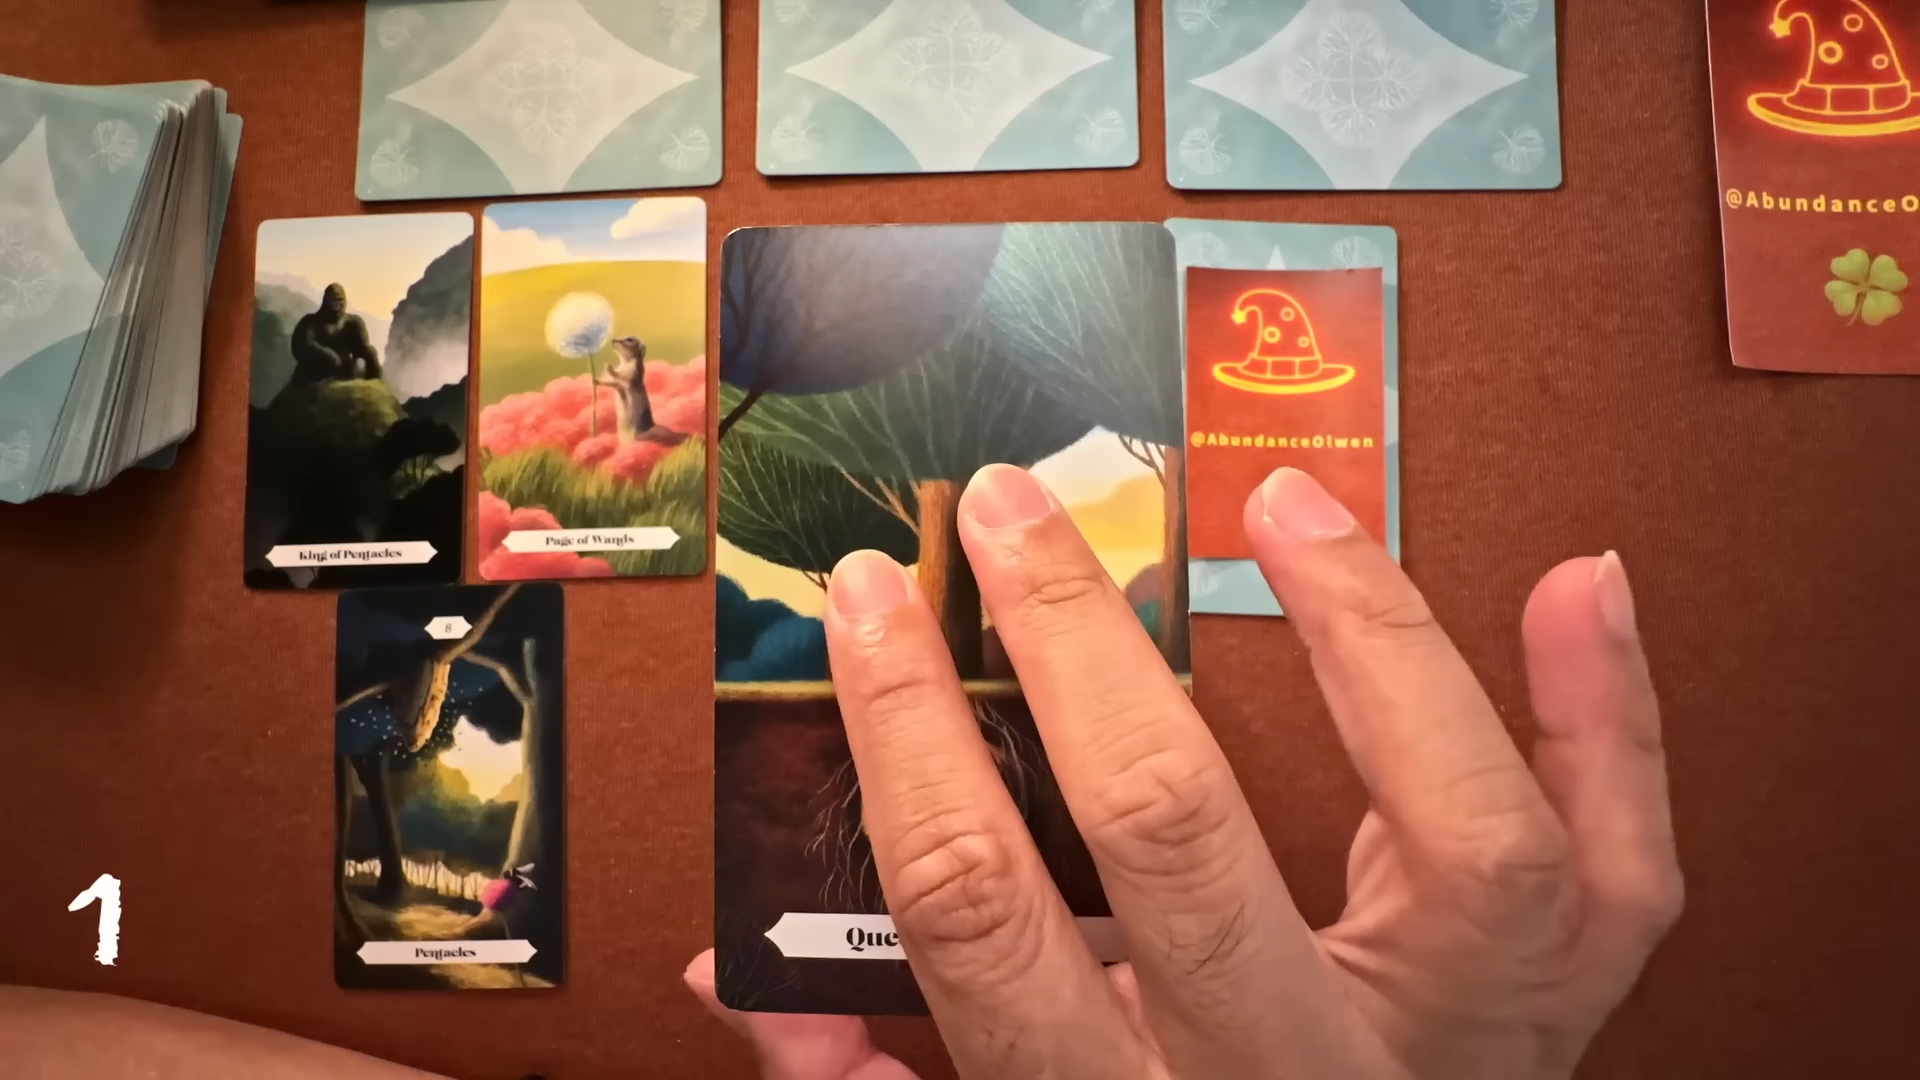 @AbundanceO
@AbundanceOlwen
King of Pentacles
Page of Wands
8
Pentacles
Que
1